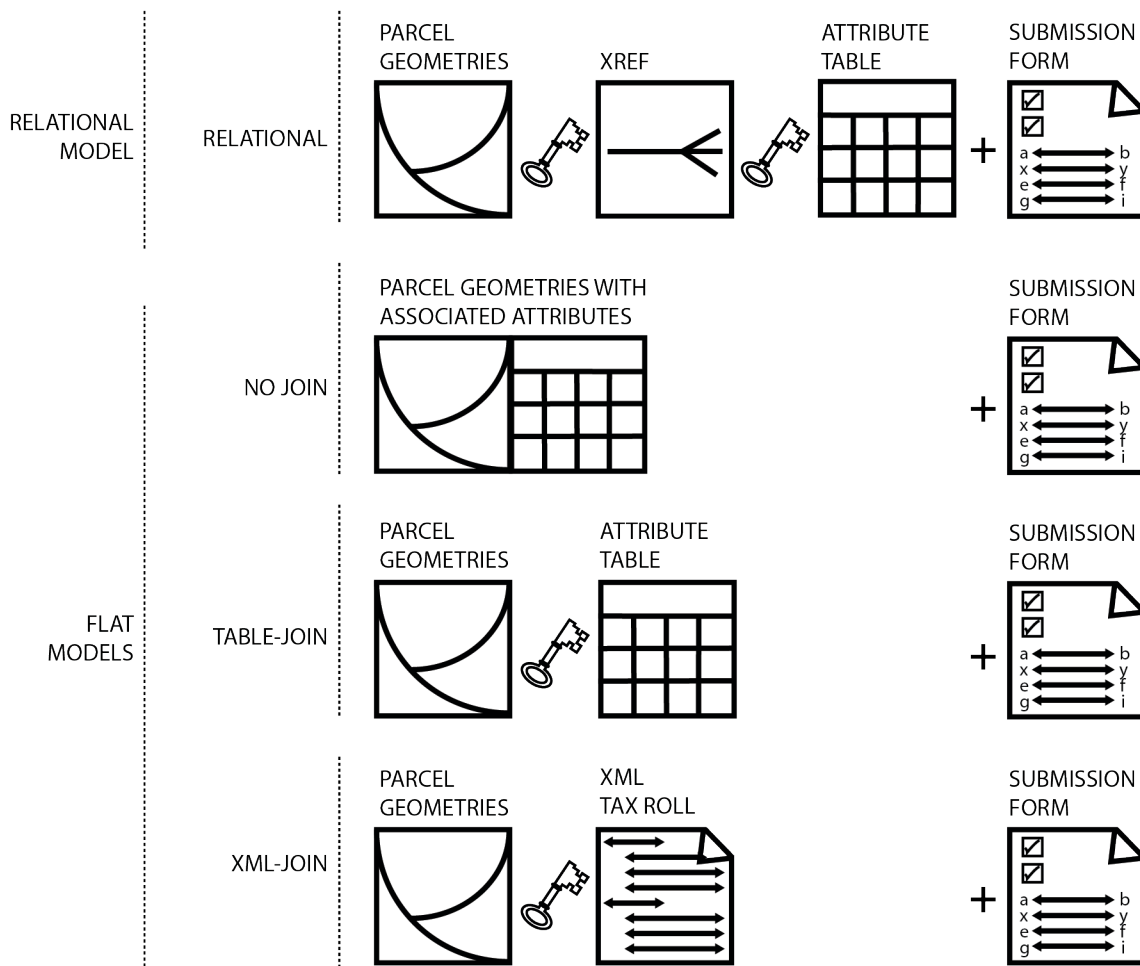 RELATIONAL
MODEL
RELATIONAL
PARCEL
GEOMETRIES
XREF
ATTRIBUTE
TABLE
+
SUBMISSION
FORM
a b
x y
e f
g i
FLAT
MODELS
NO JOIN
PARCEL GEOMETRIES WITH
ASSOCIATED ATTRIBUTES
+
SUBMISSION
FORM
a b
x y
e f
g i
TABLE-JOIN
PARCEL
GEOMETRIES
ATTRIBUTE
TABLE
+
SUBMISSION
FORM
a b
x y
e f
g i
XML-JOIN
PARCEL
GEOMETRIES
XML
TAX ROLL
+
SUBMISSION
FORM
a b
x y
e f
g i